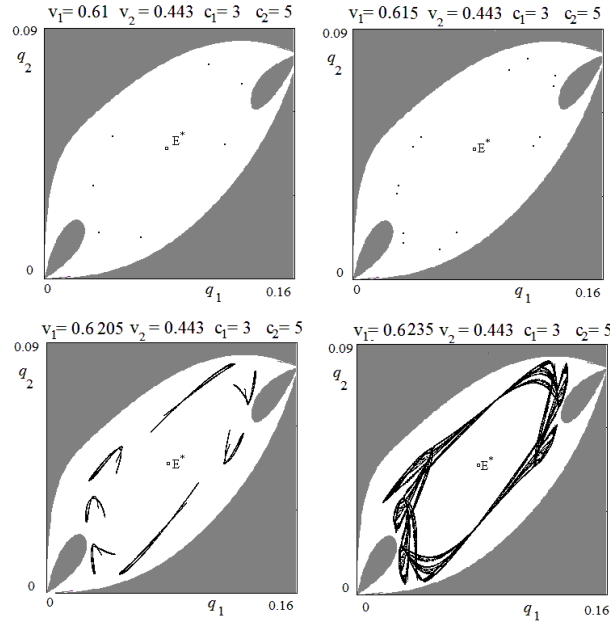 v1= 0.61 v2 = 0.443 c1= 3 c2= 5
0.09
q2
E*
0
0
q1
0.16
v1= 0.615 v2 = 0.443 c1= 3 c2= 5
0.09
q2
E*
0
0
q1
0.16
v1= 0.6205 v2 = 0.443 c1= 3 c2= 5
0.09
q2
E*
0
0
q1
0.16
v1= 0.6235 v2 = 0.443 c1= 3 c2= 5
0.09
q2
E*
0
0
q1
0.16